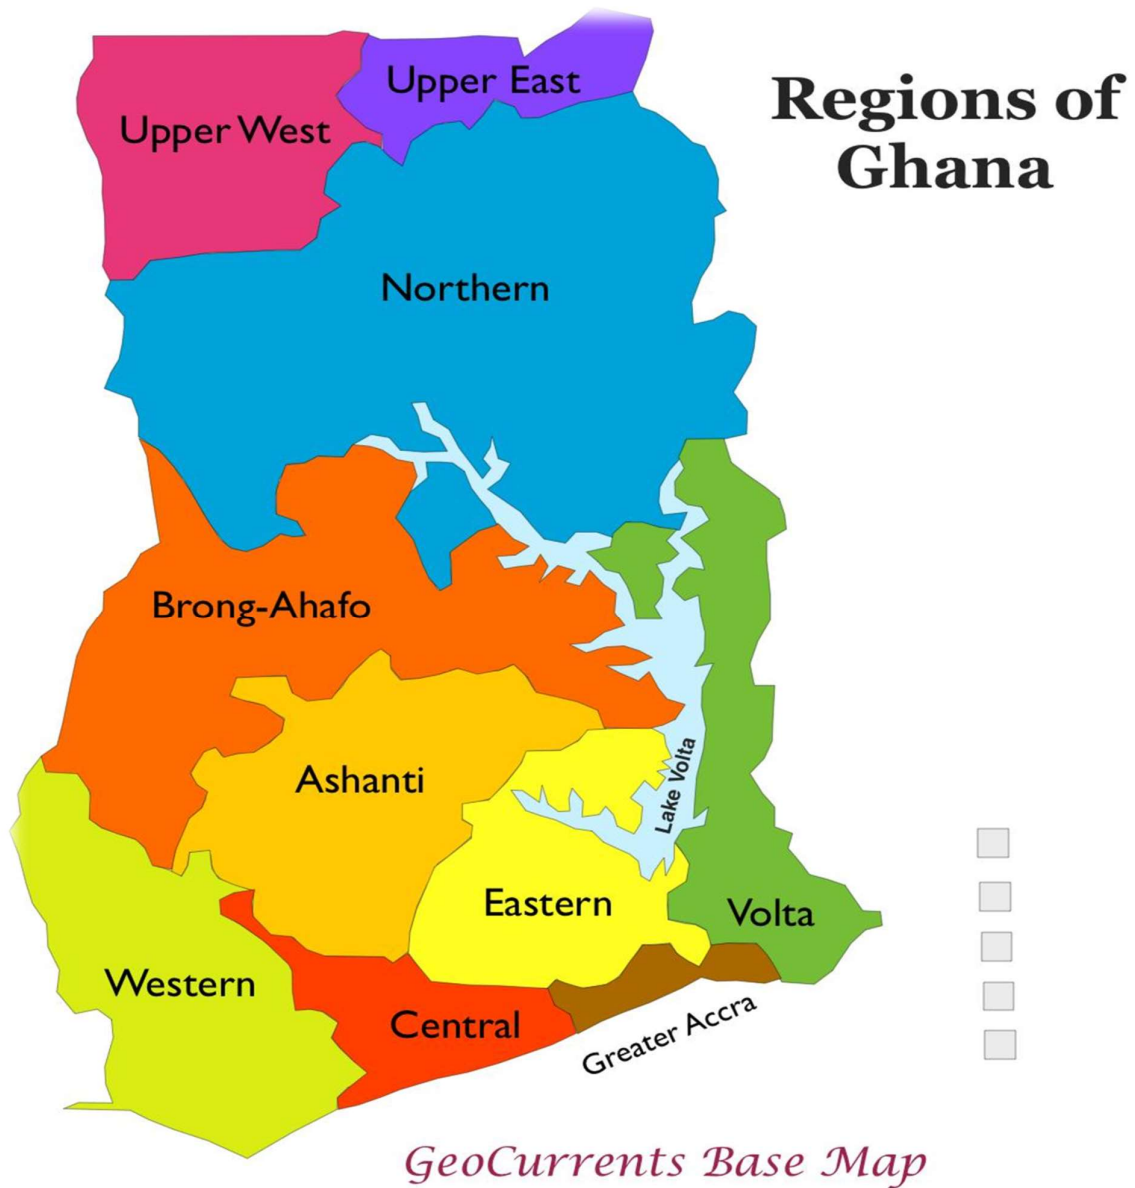 Regions of
Ghana
Upper East
Upper West
Northern
Brong-Ahafo
Ashanti
Lake Volta
Eastern
Volta
Western
Central
Greater Accra
GeoCurrents Base Map